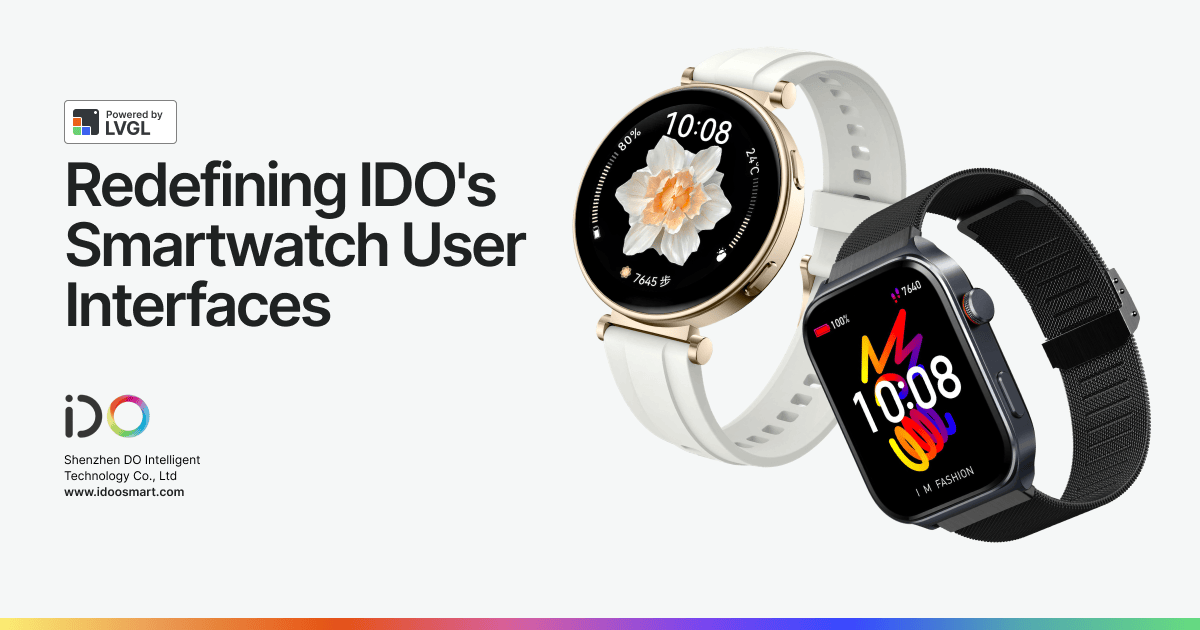 Powered by
LVGL
Redefining IDO's
Smartwatch User
Interfaces
iDO
Shenzhen DO Intelligent
Technology Co., Ltd
www.idoosmart.com
10:08
80%
24℃
7645 步
7640
100%
10:08
I M FASHION